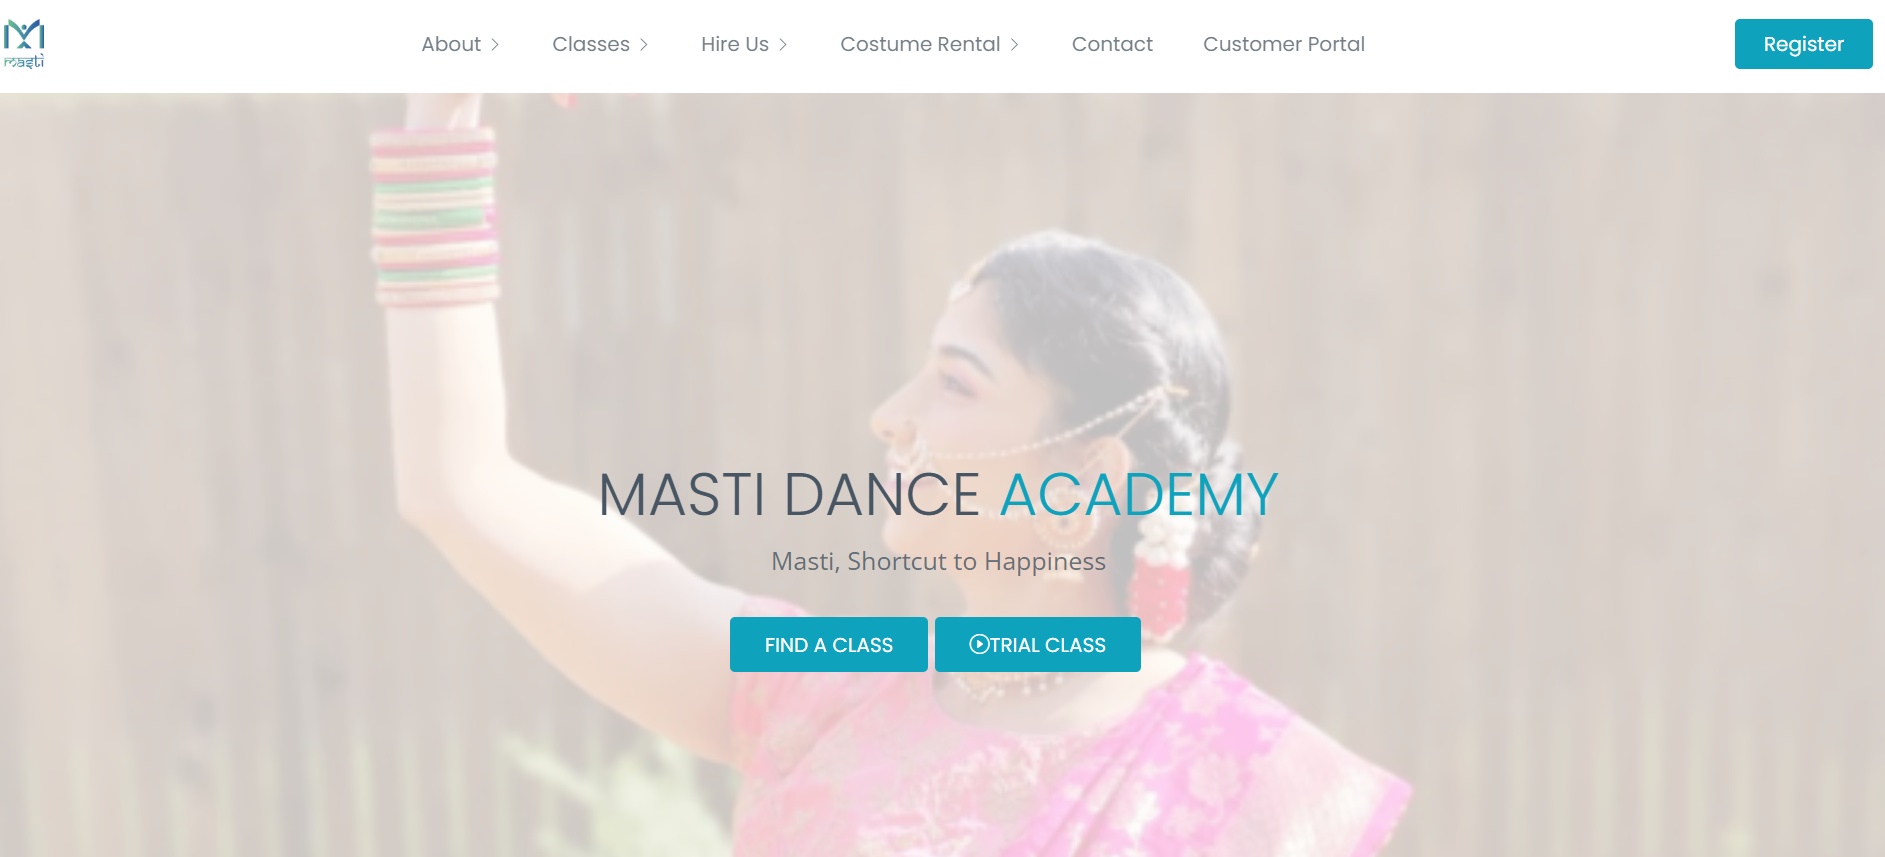 masti
About
Classes
Hire Us
Costume Rental
Contact
Customer Portal
Register
MASTI DANCE ACADEMY
Masti, Shortcut to Happiness
FIND A CLASS
TRIAL CLASS